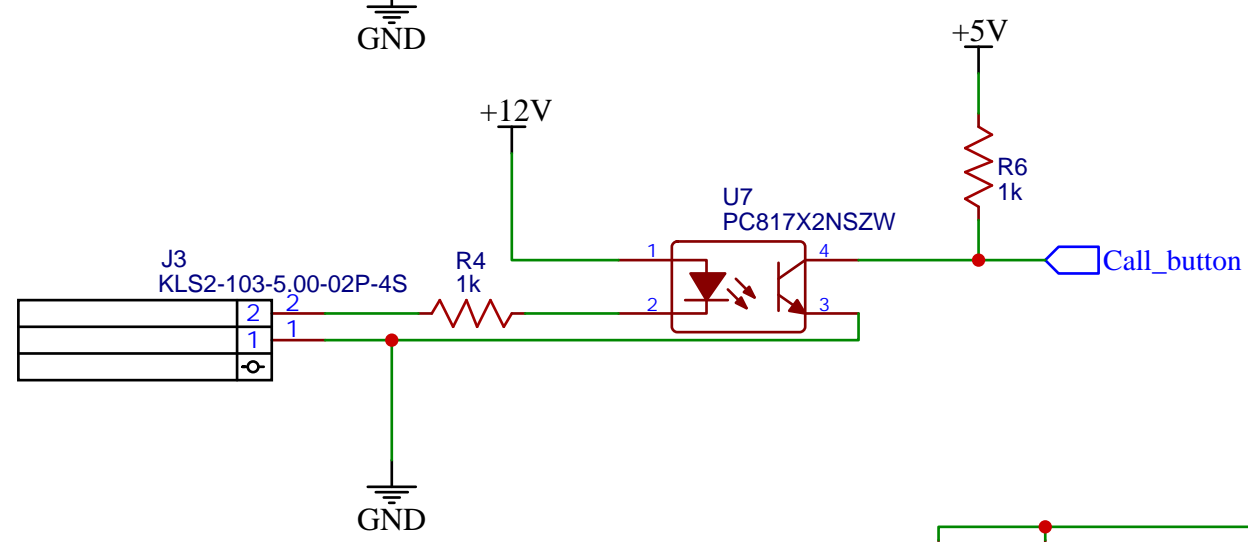 GND
+5V
+12V
R6
1k
U7
PC817X2NSZW
1
4
Call_button
J3
KLS2-103-5.00-02P-4S
R4
1k
2
2
2
3
1
1
GND